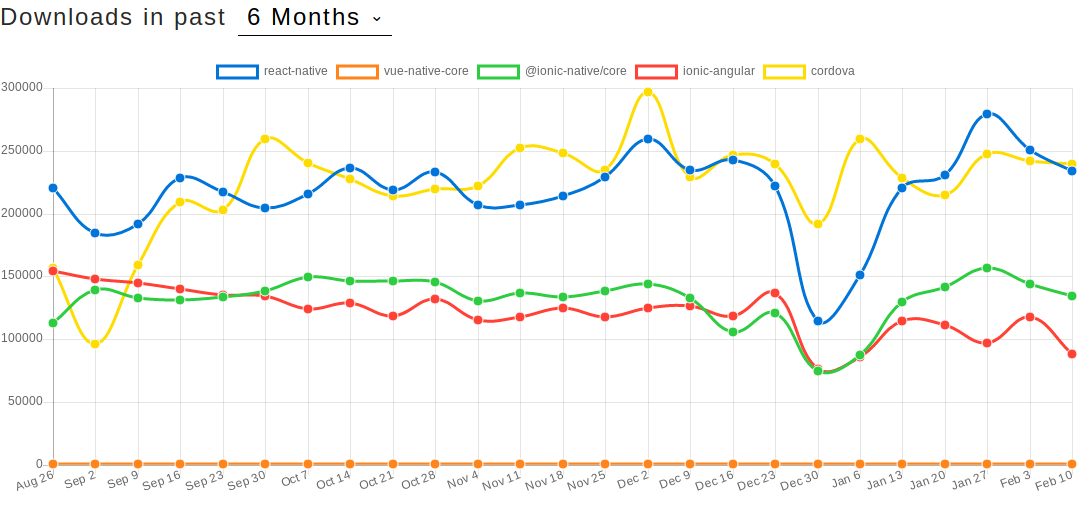 Downloads in past 6 Months
react-native vue-native-core @ionic-native/core ionic-angular cordova
300000
250000
200000
150000
100000
50000
0
Aug 26 Sep 2 Sep 9 Sep 16 Sep 23 Sep 30 Oct 7 Oct 14 Oct 21 Oct 28 Nov 4 Nov 11 Nov 18 Nov 25 Dec 2 Dec 9 Dec 16 Dec 23 Dec 30 Jan 6 Jan 13 Jan 20 Jan 27 Feb 3 Feb 10